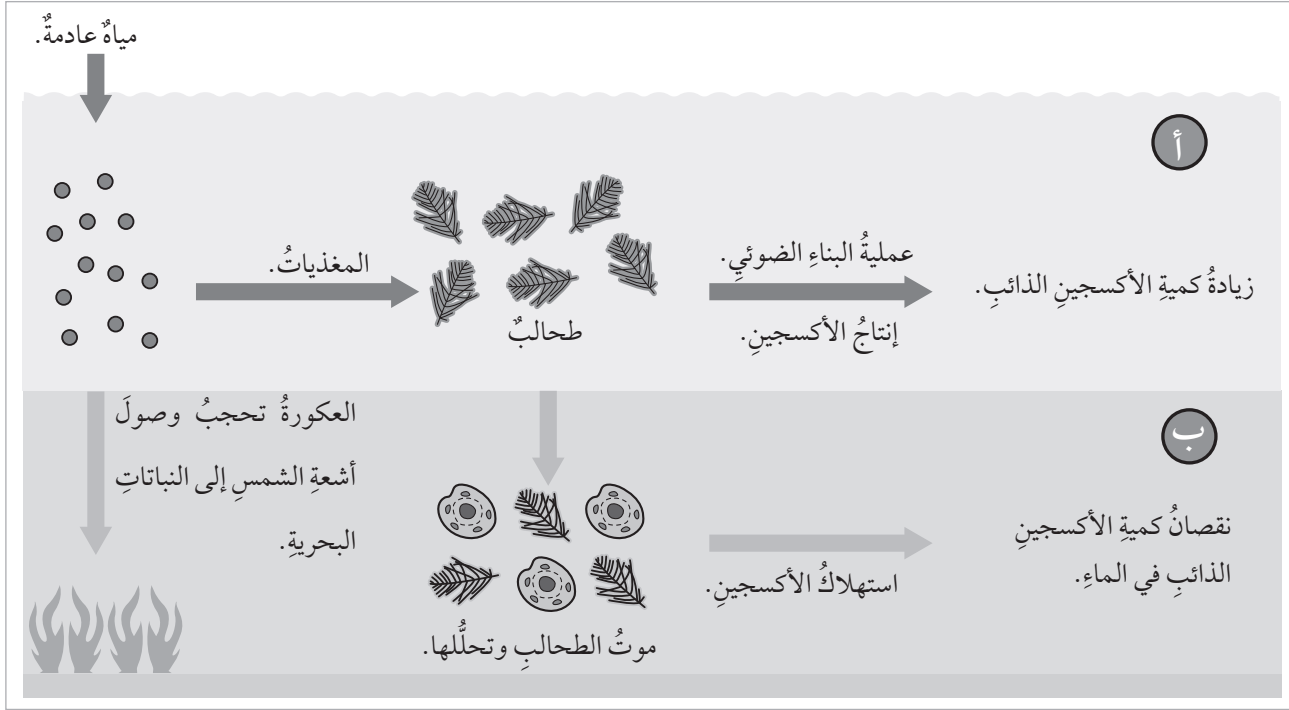 مياهٌ عادمةٌ.
أ
المغذياتُ.
طحالبٌ
عمليةُ البناءِ الضوئيِ.
إنتاجُ الأكسجينِ.
زيادةُ كميةِ الأكسجينِ الذائبِ.
ب
العكورةُ تحجبُ وصولَ
أشعةِ الشمسِ إلى النباتاتِ
البحريةِ.
موتُ الطحالبِ وتحلُّلها.
استهلاكُ الأكسجينِ.
نقصانُ كميةِ الأكسجينِ
الذائبِ في الماءِ.